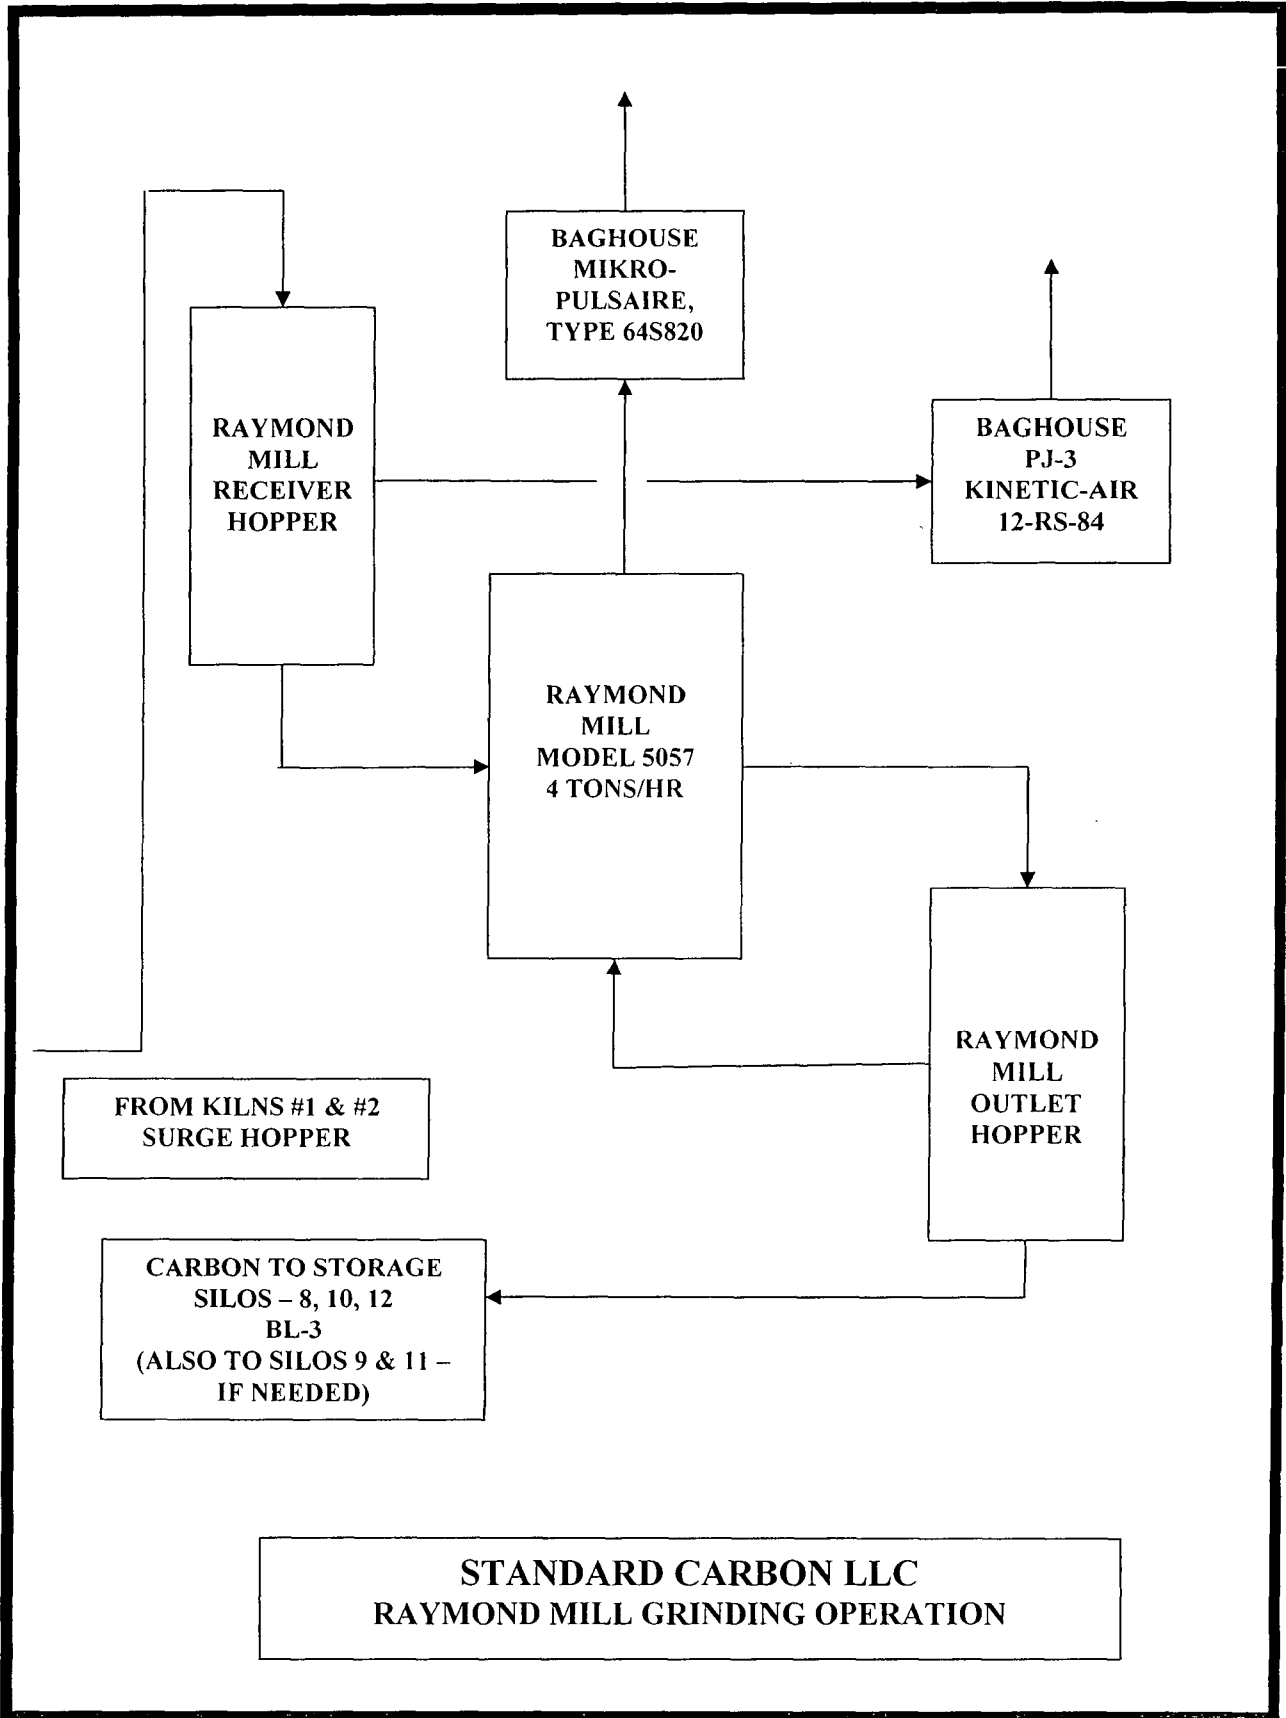 BAGHOUSE
MIKRO-
PULSAIRE,
TYPE 64S820
RAYMOND
MILL
RECEIVER
HOPPER
BAGHOUSE
PJ-3
KINETIC-AIR
12-RS-84
RAYMOND
MILL
MODEL 5057
4 TONS/HR
RAYMOND
MILL
OUTLET
HOPPER
FROM KILNS #1 & #2
SURGE HOPPER
CARBON TO STORAGE
SILOS – 8, 10, 12
BL-3
(ALSO TO SILOS 9 & 11 –
IF NEEDED)
STANDARD CARBON LLC
RAYMOND MILL GRINDING OPERATION